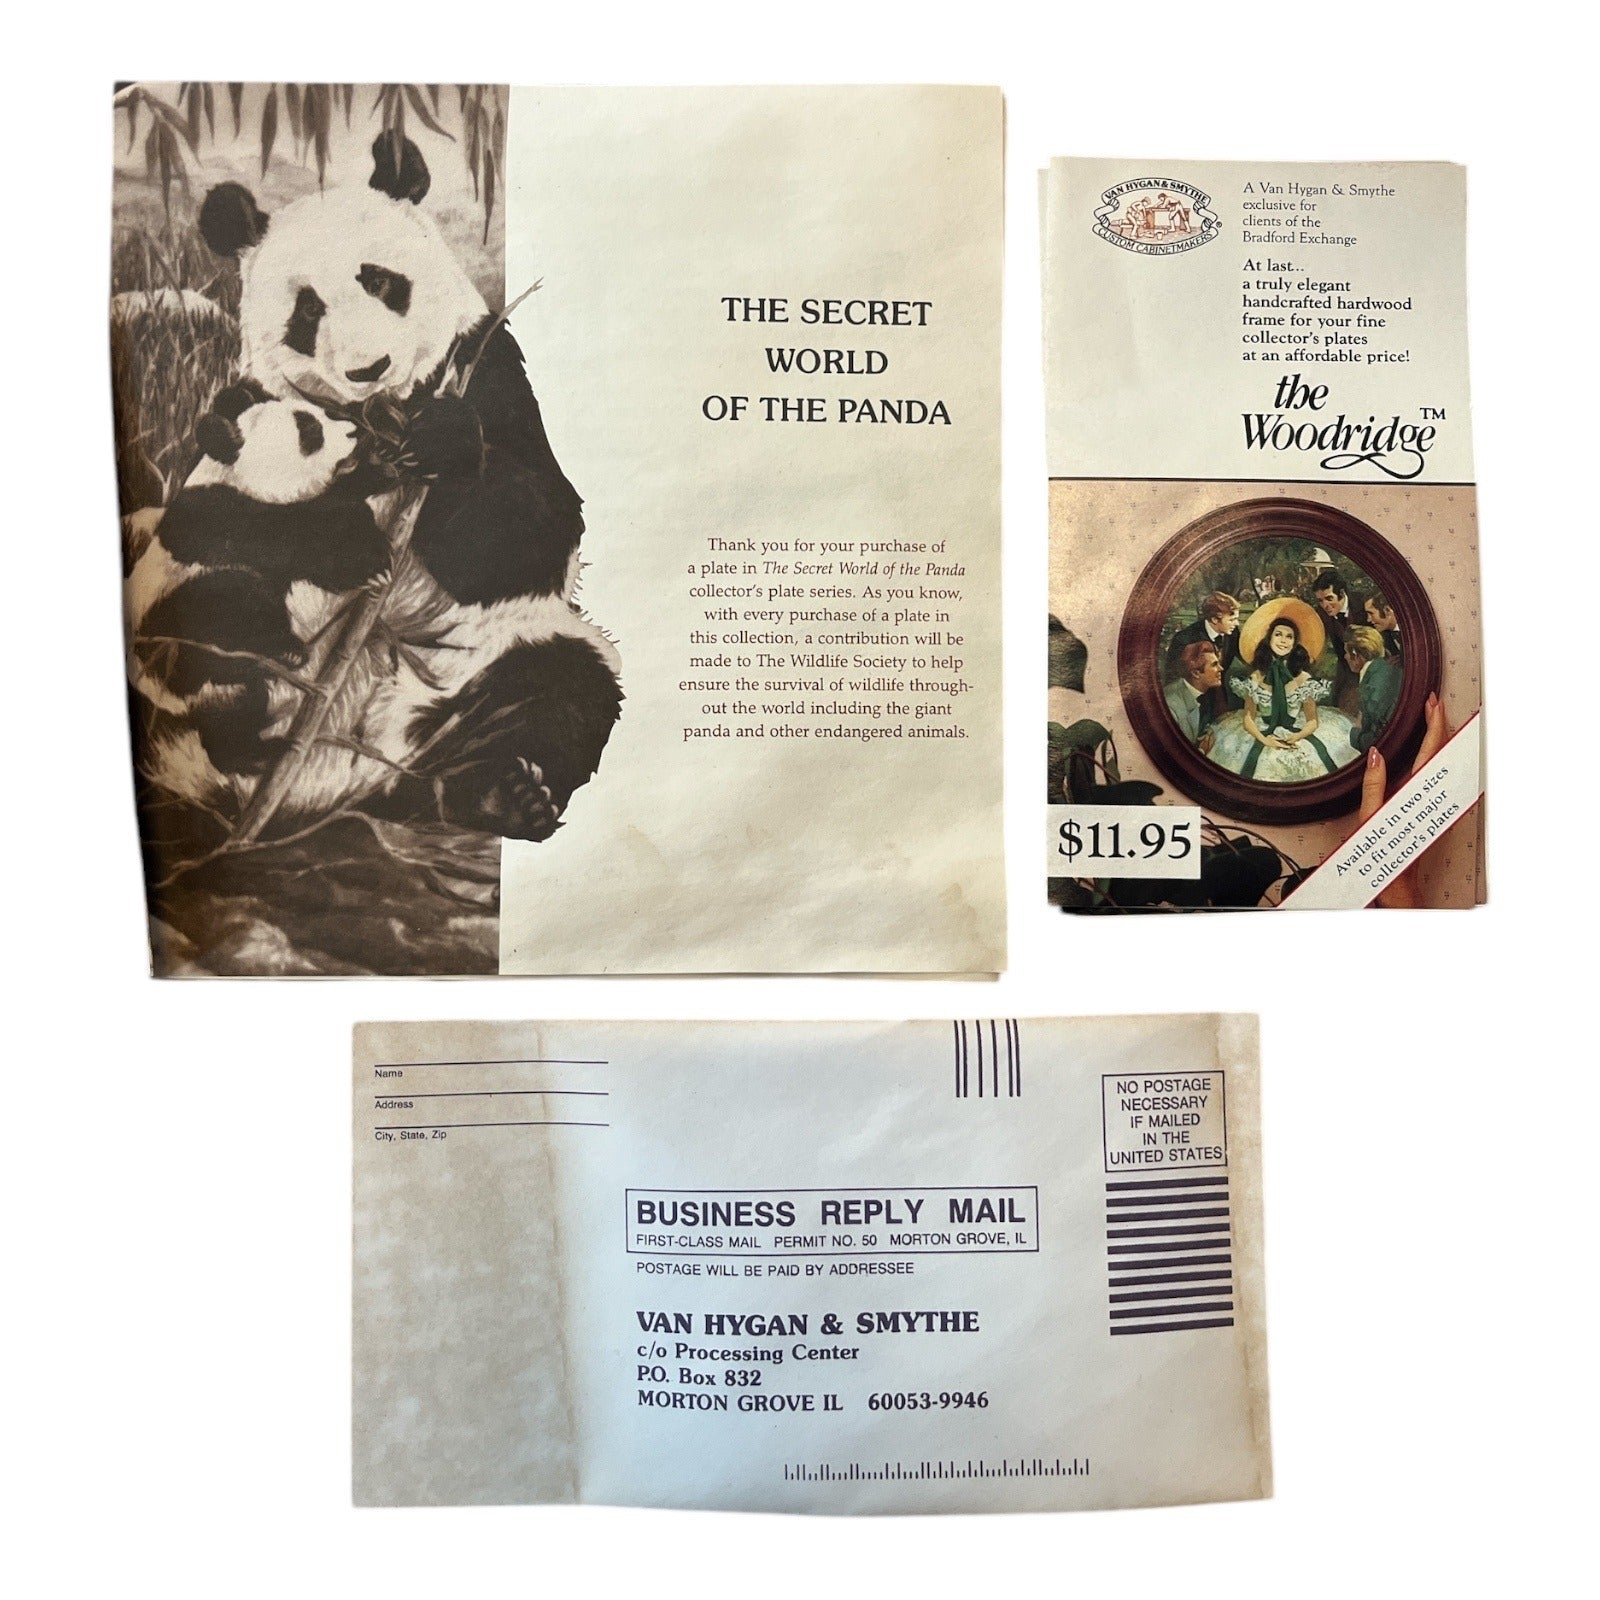 THE SECRET
WORLD
OF THE PANDA
Thank you for your purchase of
a plate in The Secret World of the Panda
collector's plate series. As you know,
with every purchase of a plate in
this collection, a contribution will be
made to The Wildlife Society to help
ensure the survival of wildlife through-
out the world including the giant
panda and other endangered animals.
VAN HYGAN & SMYTHE
CUSTOM CABINETMAKERS ®
A Van Hygan & Smythe
exclusive for
clients of the
Bradford Exchange
At last...
a truly elegant
handcrafted hardwood
frame for your fine
collector's plates
at an affordable price!
the
Woodridge™
$11.95
Available in two sizes
to fit most major
collector's plates
Name
Address
City, State, Zip
NO POSTAGE
NECESSARY
IF MAILED
IN THE
UNITED STATES
BUSINESS REPLY MAIL
FIRST-CLASS MAIL PERMIT NO. 50 MORTON GROVE, IL
POSTAGE WILL BE PAID BY ADDRESSEE
VAN HYGAN & SMYTHE
c/o Processing Center
P.O. Box 832
MORTON GROVE IL 60053-9946